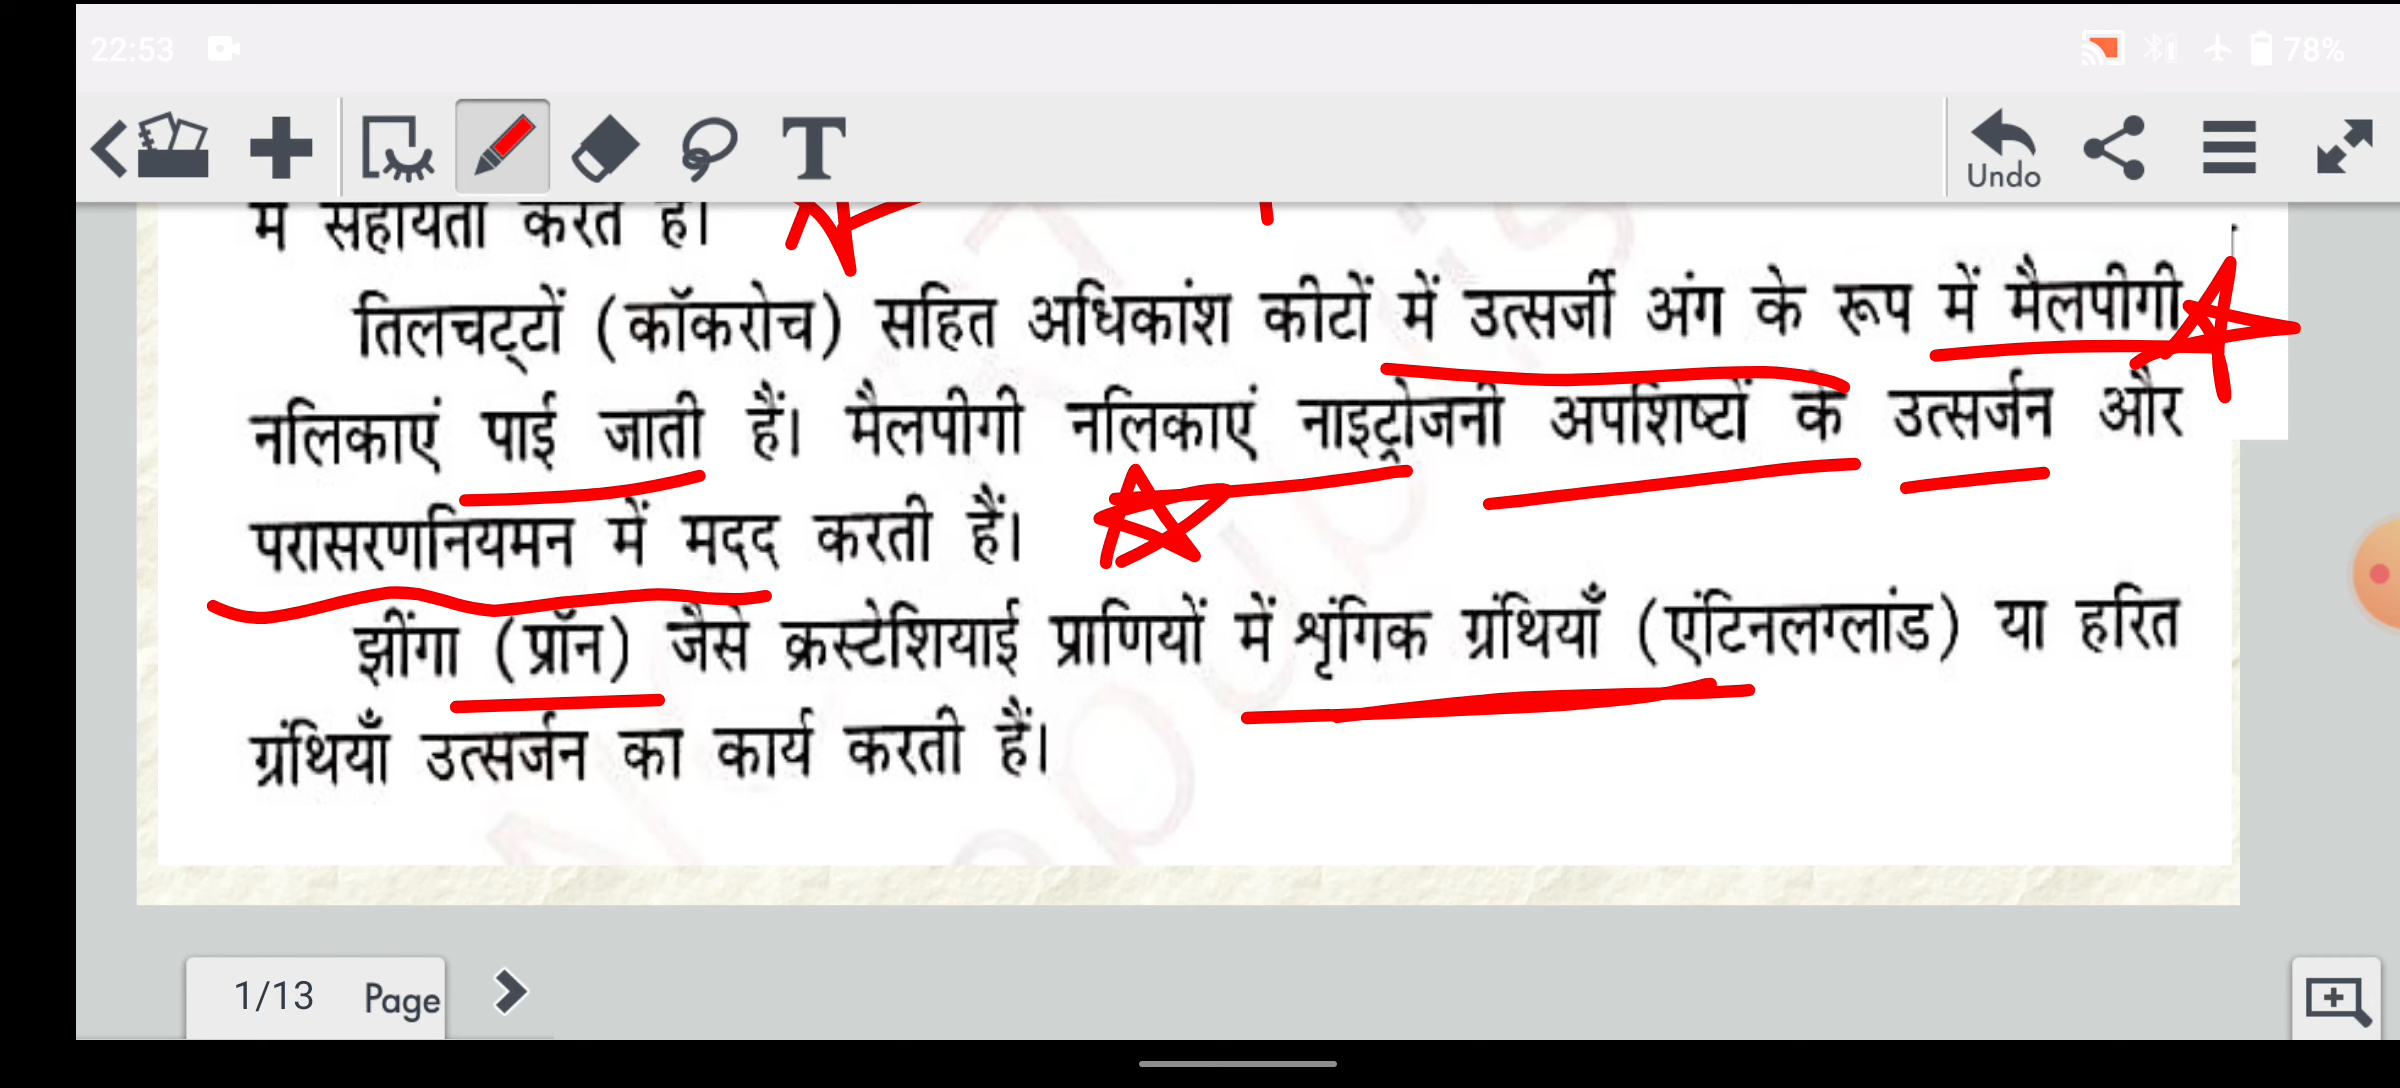 22:53
78%
T
Undo
में सहायता करते हैं।
तिलचट्टों (कॉकरोच) सहित अधिकांश कीटों में उत्सर्जी अंग के रूप में मैलपीगी
नलिकाएं पाई जाती हैं। मैलपीगी नलिकाएं नाइट्रोजनी अपशिष्टों के उत्सर्जन और
परासरणनियमन में मदद करती हैं।
झींगा (प्रॉन) जैसे क्रस्टेशियाई प्राणियों में शृंगिक ग्रंथियाँ (एंटिनलग्लांड) या हरित
ग्रंथियाँ उत्सर्जन का कार्य करती हैं।
1/13 Page